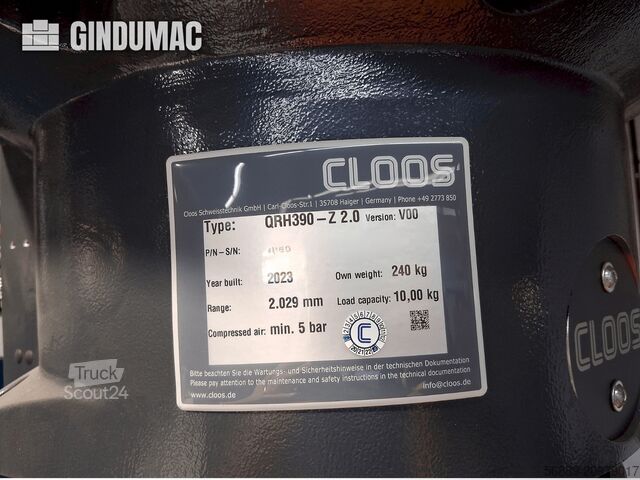 GINDUMAC
CLOOS
Cloos Schweisstechnik GmbH | Carl-Cloos-Str.1 | 35708 Haiger | Germany | Phone +49 2773 850
Type: QRH390-Z 2.0 Version: V00
P/N-S/N:
Year built: 2023 Own weight: 240 kg
Range: 2.029 mm Load capacity: 10,00 kg
Compressed air: min. 5 bar
C
Bitte beachten Sie die Wartungs- und Sicherheitshinweise in der technischen Dokumentation
Please pay attention to the maintenance and safety instructions in the technical documentation
www.cloos.de info@cloos.de
CLOOS
Truck
Scout24